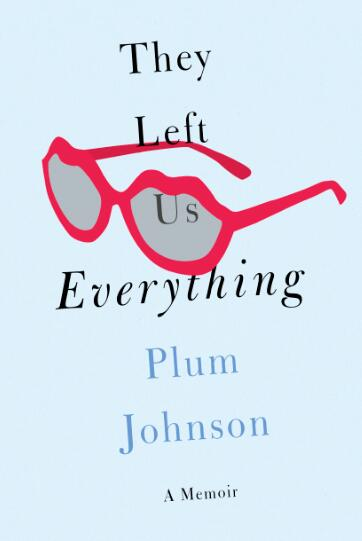 They
Left
Us
Everything
Plum
Johnson
A Memoir